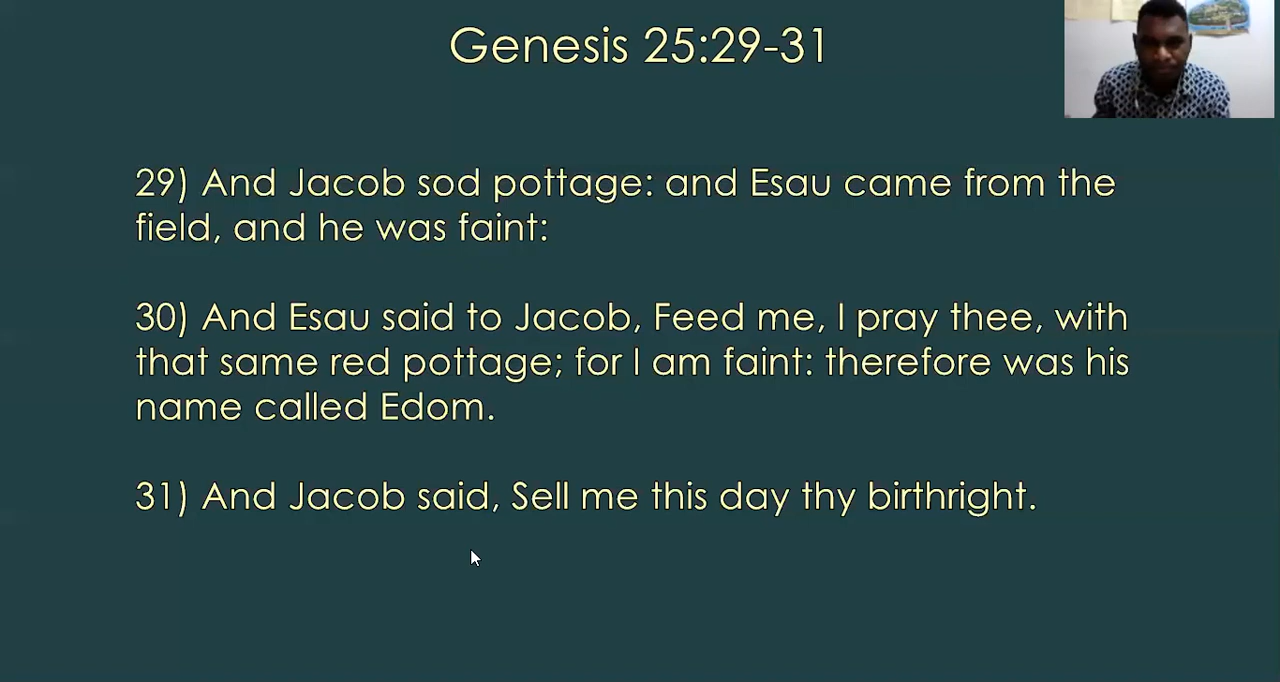 Genesis 25:29-31
29) And Jacob sod pottage: and Esau came from the
field, and he was faint:
30) And Esau said to Jacob, Feed me, I pray thee, with
that same red pottage; for I am faint: therefore was his
name called Edom.
31) And Jacob said, Sell me this day thy birthright.